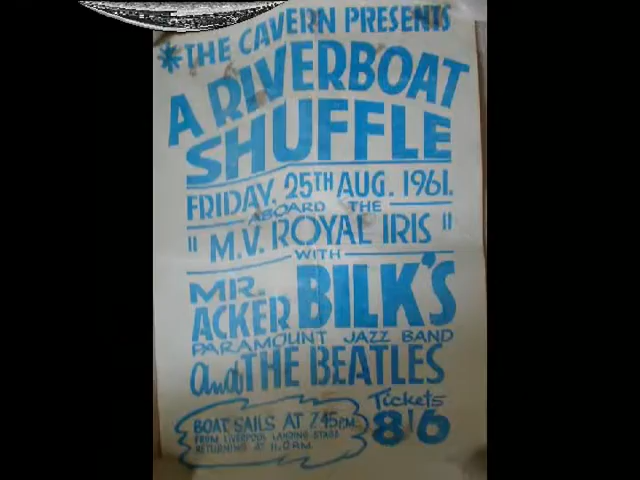 *THE CAVERN PRESENTS
A RIVERBOAT
SHUFFLE
FRIDAY, 25TH AUG. 1961.
ABOARD THE
"M.V. ROYAL IRIS"
WITH
MR. ACKER BILK'S
PARAMOUNT JAZZ BAND
and THE BEATLES
BOAT SAILS AT 7.45PM
FROM LIVERPOOL LANDING STAGE
RETURNING AT 11.0
Tickets
8/6